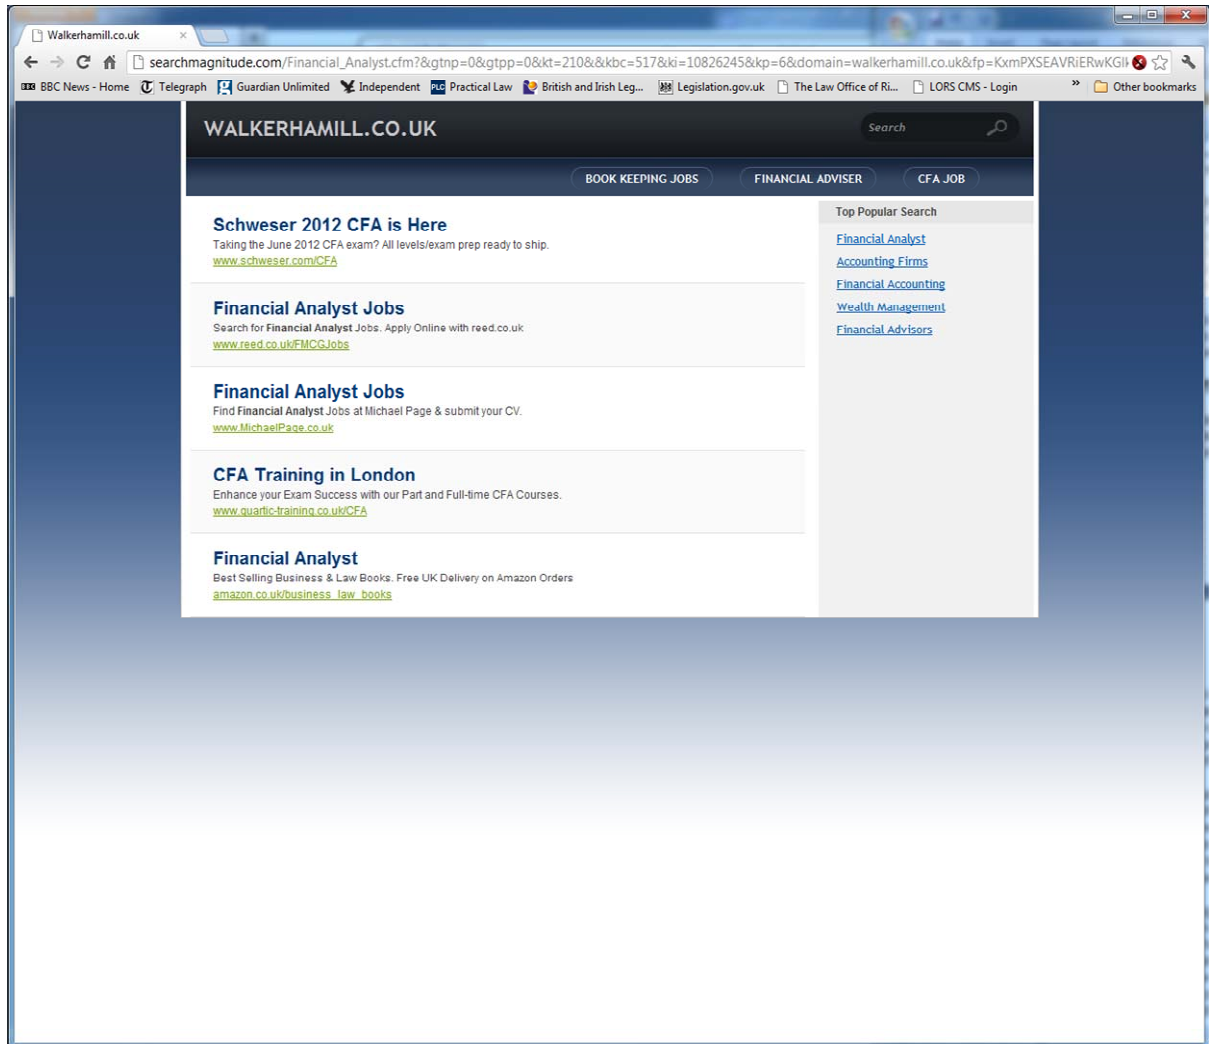 Walkerhamill.co.uk
searchmagnitude.com/Financial_Analyst.cfm?&gtnp=0&gtpp=0&kt=210&&kbc=517&ki=10826245&kp=6&domain=walkerhamill.co.uk&fp=KxmPXSEAVRiERwKGI
BBC News - Home Telegraph Guardian Unlimited Independent PLC Practical Law British and Irish Leg... Legislation.gov.uk The Law Office of Ri... LORS CMS - Login » Other bookmarks
WALKERHAMILL.CO.UK
Search
BOOK KEEPING JOBS FINANCIAL ADVISER CFA JOB
Schweser 2012 CFA is Here
Taking the June 2012 CFA exam? All levels/exam prep ready to ship.
www.schweser.com/CFA
Financial Analyst Jobs
Search for Financial Analyst Jobs. Apply Online with reed.co.uk
www.reed.co.uk/FMCGJobs
Financial Analyst Jobs
Find Financial Analyst Jobs at Michael Page & submit your CV.
www.MichaelPage.co.uk
CFA Training in London
Enhance your Exam Success with our Part and Full-time CFA Courses.
www.quartic-training.co.uk/CFA
Financial Analyst
Best Selling Business & Law Books. Free UK Delivery on Amazon Orders
amazon.co.uk/business_law_books
Top Popular Search
Financial Analyst
Accounting Firms
Financial Accounting
Wealth Management
Financial Advisors